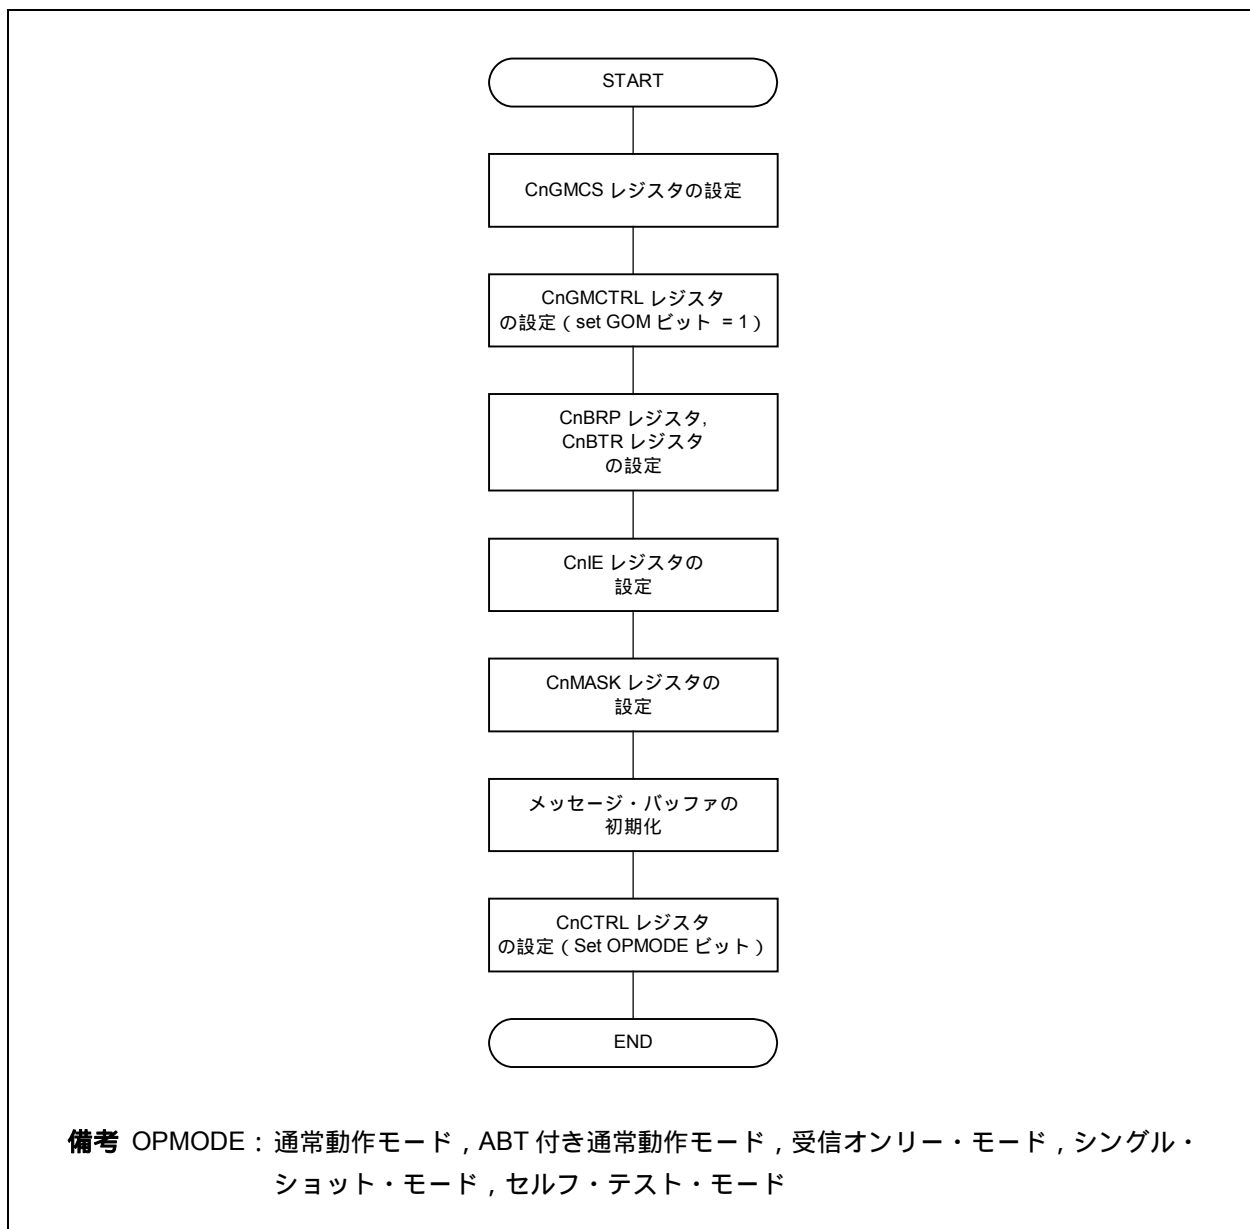 START
CnGMCS レジスタの設定
CnGMCTRL レジスタ
の設定（set GOM ビット = 1）
CnBRP レジスタ,
CnBTR レジスタ
の設定
CnIE レジスタの
設定
CnMASK レジスタの
設定
メッセージ・バッファの
初期化
CnCTRL レジスタ
の設定（Set OPMODE ビット）
END
備考 OPMODE：通常動作モード，ABT 付き通常動作モード，受信オンリー・モード，シングル・
ショット・モード，セルフ・テスト・モード